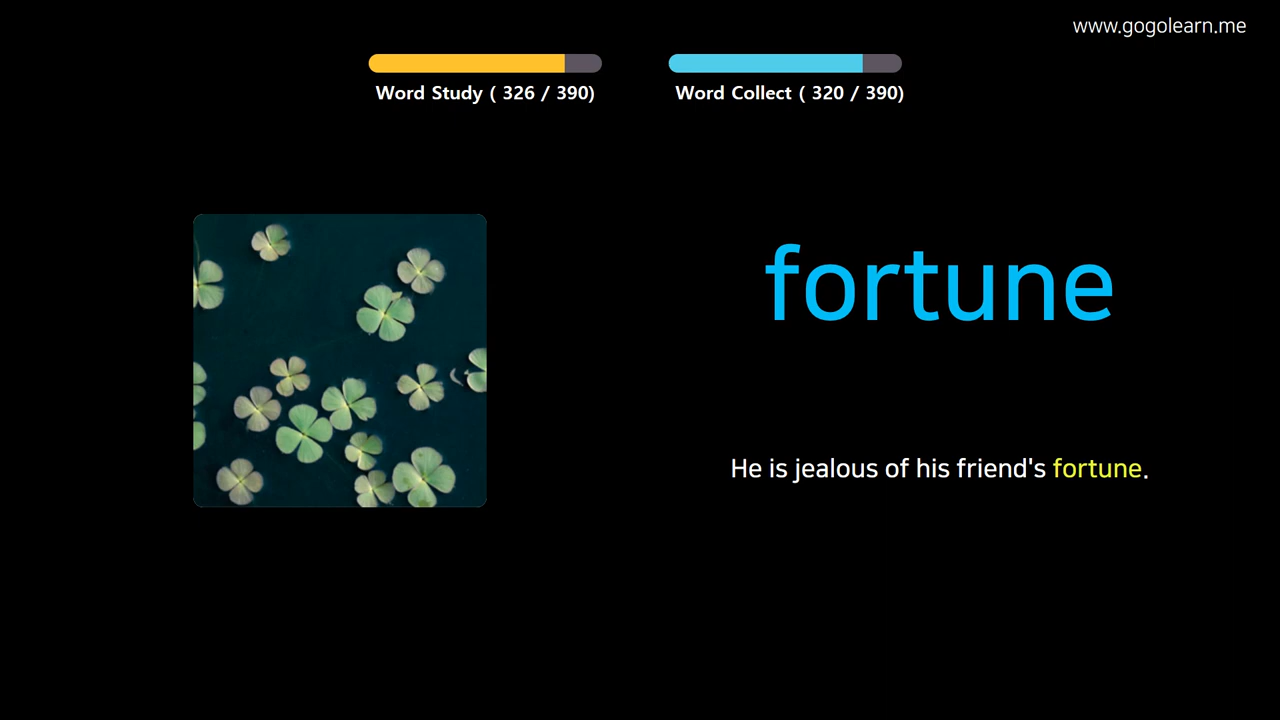 www.gogolearn.me
Word Study ( 326 / 390)
Word Collect ( 320 / 390)
fortune
He is jealous of his friend's fortune.